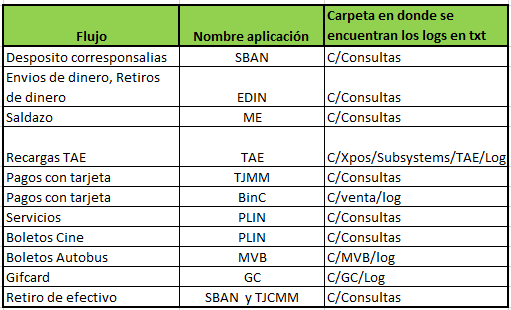 Flujo Nombre aplicación Carpeta en donde se
encuentran los logs en txt
Desposito corresponsalias SBAN C/Consultas
Envios de dinero, Retiros
de dinero EDIN C/Consultas
Saldazo ME C/Consultas
Recargas TAE TAE C/Xpos/Subsystems/TAE/Log
Pagos con tarjeta TJMM C/Consultas
Pagos con tarjeta BinC C/venta/log
Servicios PLIN C/Consultas
Boletos Cine PLIN C/Consultas
Boletos Autobus MVB C/MVB/log
Gifcard GC C/GC/Log
Retiro de efectivo SBAN y TJCMM C/Consultas